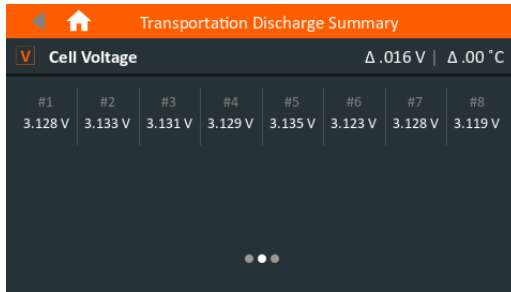 Transportation Discharge Summary
V Cell Voltage Δ .016 V | Δ .00 °C
#1 #2 #3 #4 #5 #6 #7 #8
3.128 V 3.133 V 3.131 V 3.129 V 3.135 V 3.123 V 3.128 V 3.119 V